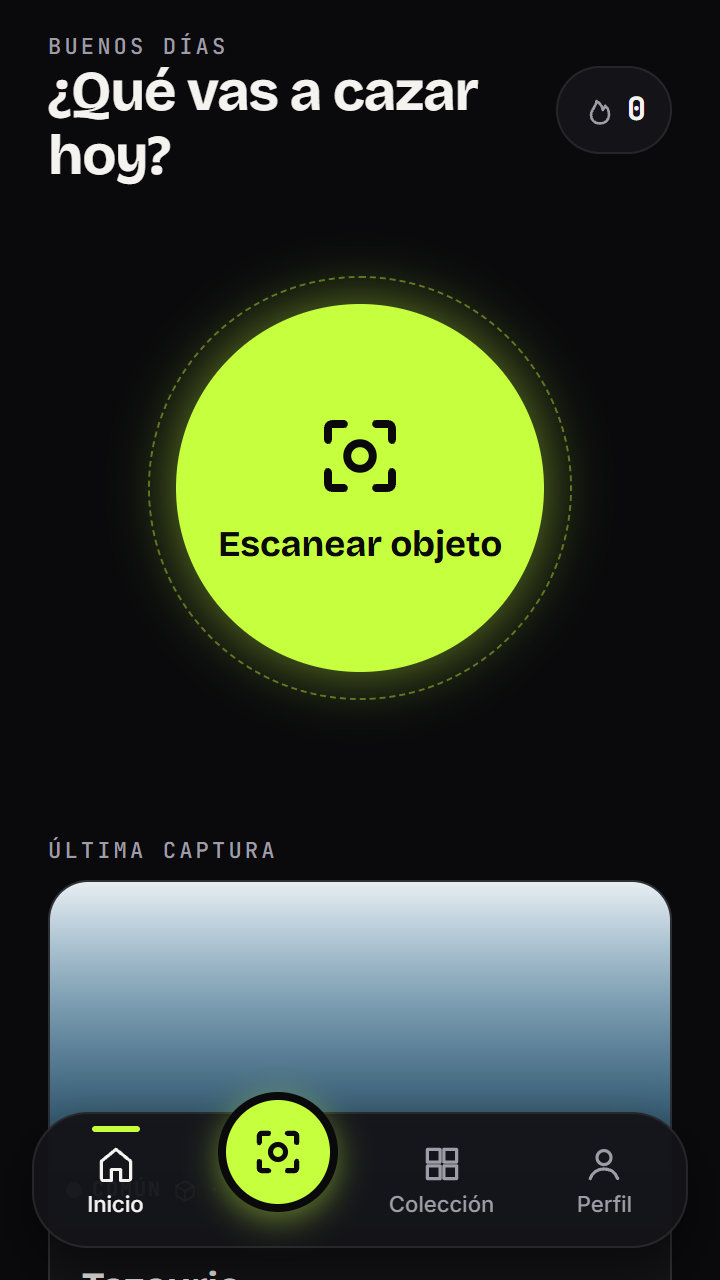 BUENOS DÍAS
¿Qué vas a cazar
hoy?
0
Escanear objeto
ÚLTIMA CAPTURA
Inicio
Colección
Perfil